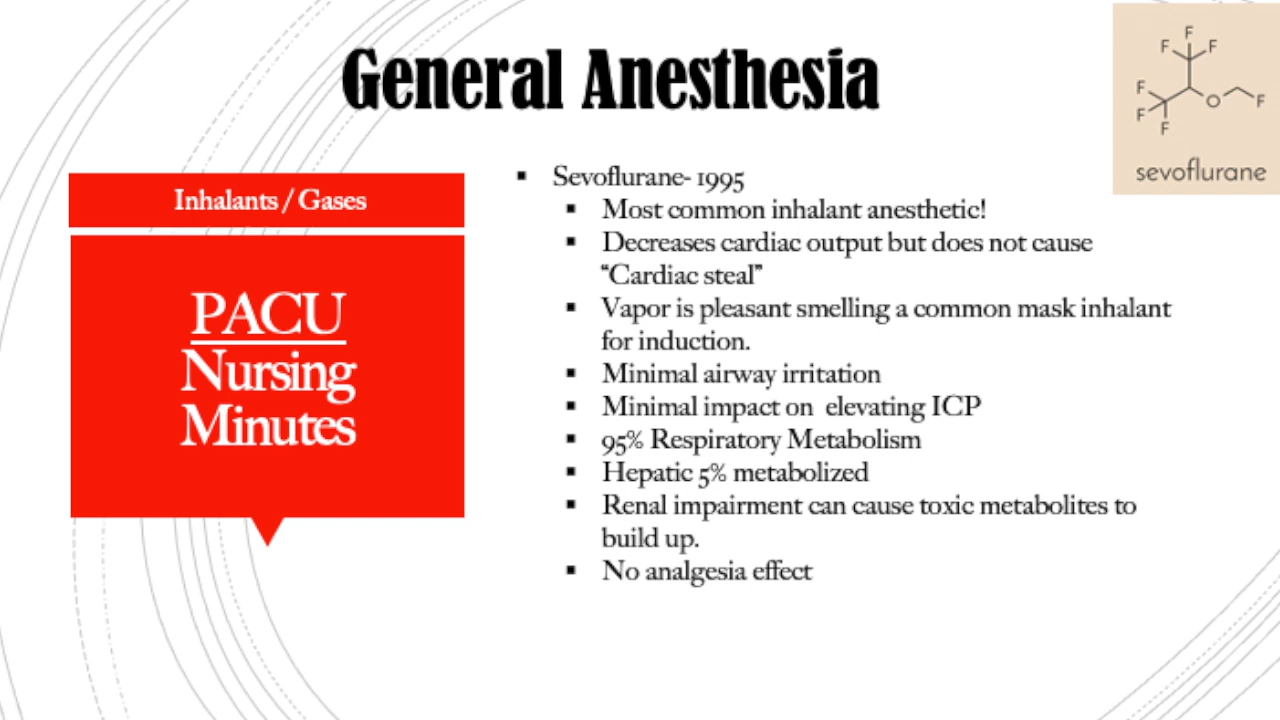 General Anesthesia
F
F
F
F
F
F
O
F
sevoflurane
Inhalants / Gases
PACU
Nursing
Minutes
▪ Sevoflurane- 1995
▪ Most common inhalant anesthetic!
▪ Decreases cardiac output but does not cause
“Cardiac steal”
▪ Vapor is pleasant smelling a common mask inhalant
for induction.
▪ Minimal airway irritation
▪ Minimal impact on  elevating ICP
▪ 95% Respiratory Metabolism
▪ Hepatic 5% metabolized
▪ Renal impairment can cause toxic metabolites to
build up.
▪ No analgesia effect